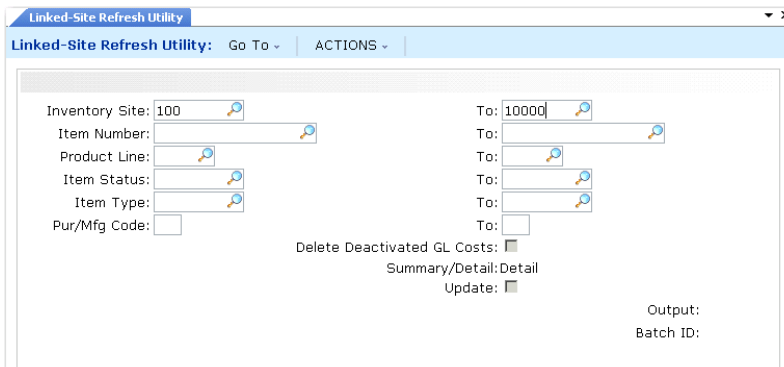 Linked-Site Refresh Utility
Linked-Site Refresh Utility: Go To ACTIONS
Inventory Site: 100 To: 10000
Item Number: To:
Product Line: To:
Item Status: To:
Item Type: To:
Pur/Mfg Code: To:
Delete Deactivated GL Costs:
Summary/Detail:Detail
Update:
Output:
Batch ID: